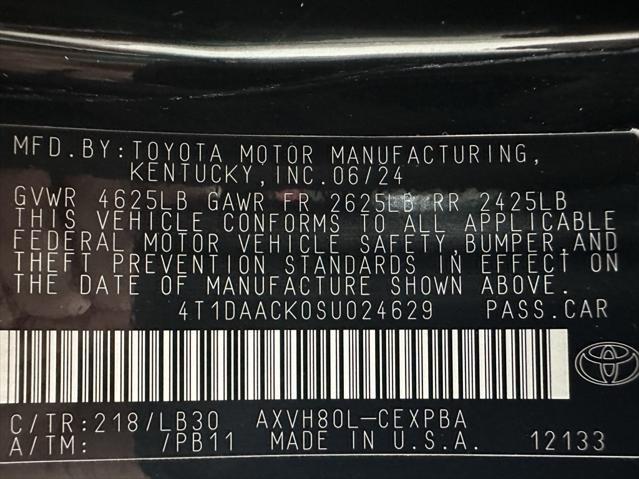 MFD.BY:TOYOTA MOTOR MANUFACTURING,
KENTUCKY,INC.06/24
GVWR 4625LB GAWR FR 2625LB RR 2425LB
THIS VEHICLE CONFORMS TO ALL APPLICABLE
FEDERAL MOTOR VEHICLE SAFETY,BUMPER,AND
THEFT PREVENTION STANDARDS IN EFFECT ON
THE DATE OF MANUFACTURE SHOWN ABOVE.
4T1DAACK0SU024629 PASS.CAR
C/TR:218/LB30 AXVH80L-CEXPBA
A/TM: /PB11 MADE IN U.S.A. 12133